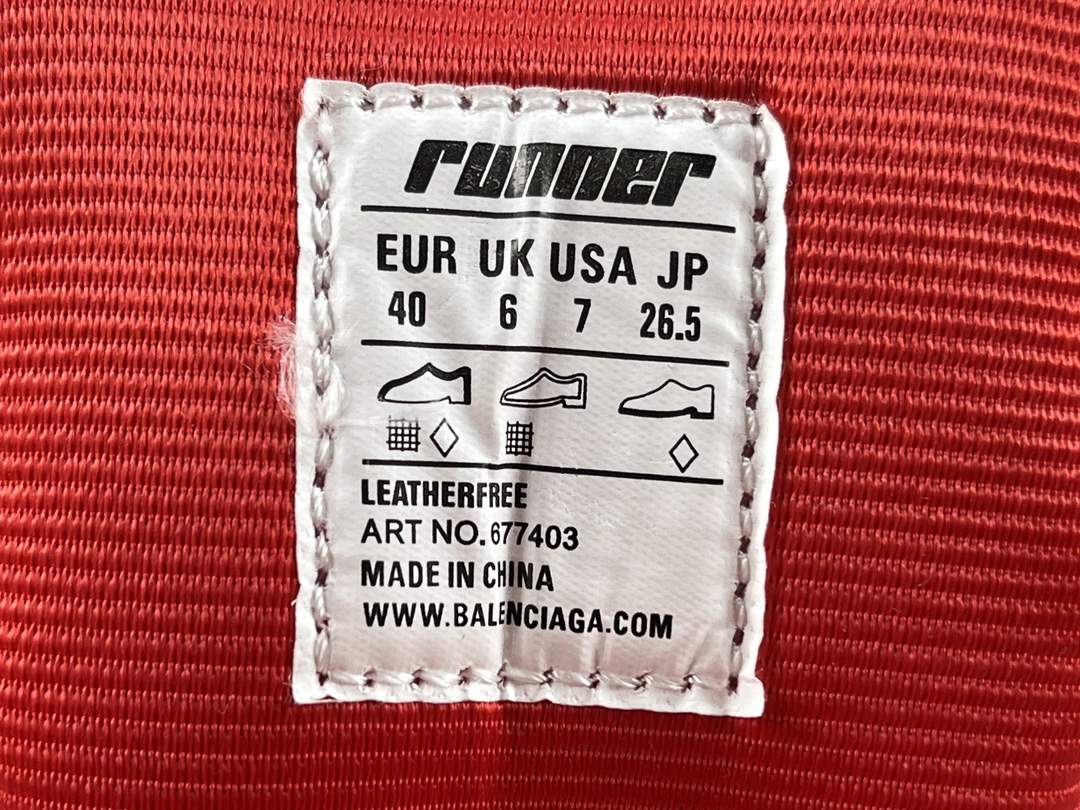 runner
EUR UK USA JP
40 6 7 26.5
LEATHERFREE
ART NO. 677403
MADE IN CHINA
WWW.BALENCIAGA.COM